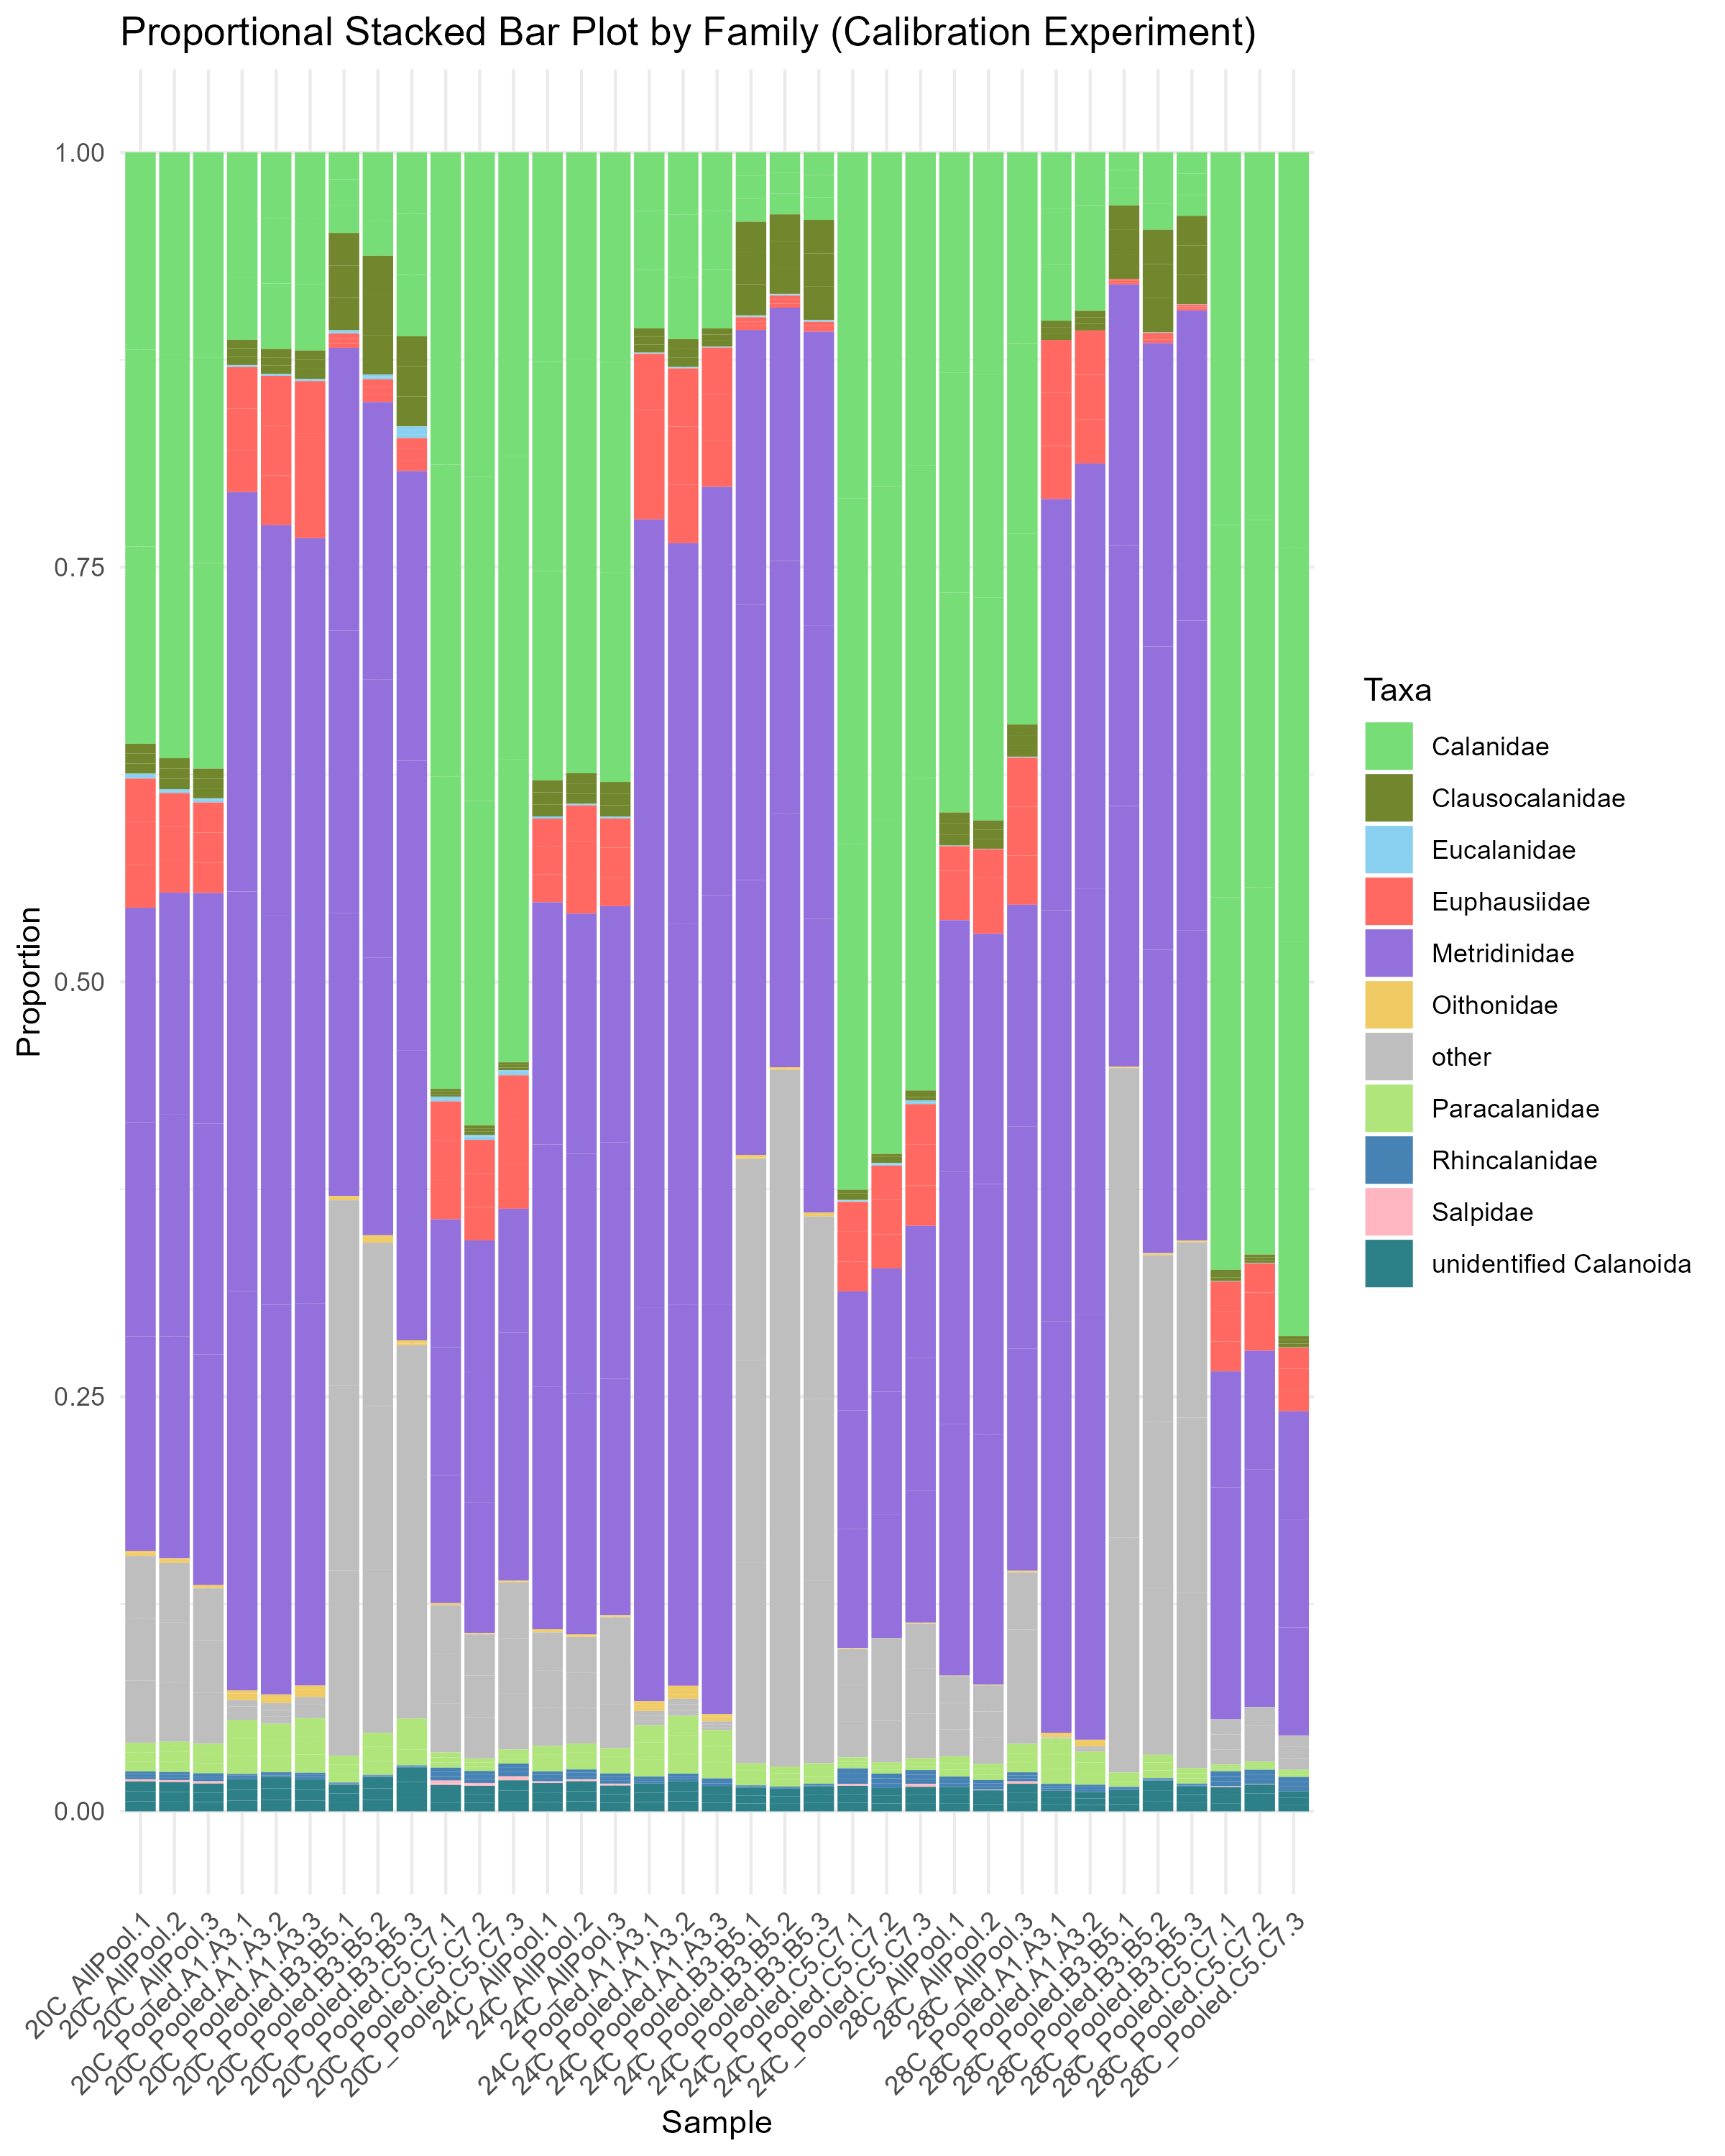 Proportional Stacked Bar Plot by Family (Calibration Experiment)
1.00
0.75
0.50
0.25
0.00
Proportion
20C_AllPool.1
20C_AllPool.2
20C_AllPool.3
20C_Pooled.A1.A3.1
20C_Pooled.A1.A3.2
20C_Pooled.A1.A3.3
20C_Pooled.B3.B5.1
20C_Pooled.B3.B5.2
20C_Pooled.B3.B5.3
20C_Pooled.C5.C7.1
20C_Pooled.C5.C7.2
20C_Pooled.C5.C7.3
24C_AllPool.1
24C_AllPool.2
24C_AllPool.3
24C_Pooled.A1.A3.1
24C_Pooled.A1.A3.2
24C_Pooled.A1.A3.3
24C_Pooled.B3.B5.1
24C_Pooled.B3.B5.2
24C_Pooled.B3.B5.3
24C_Pooled.C5.C7.1
24C_Pooled.C5.C7.2
24C_Pooled.C5.C7.3
28C_AllPool.1
28C_AllPool.2
28C_AllPool.3
28C_Pooled.A1.A3.1
28C_Pooled.A1.A3.2
28C_Pooled.B3.B5.1
28C_Pooled.B3.B5.2
28C_Pooled.B3.B5.3
28C_Pooled.C5.C7.1
28C_Pooled.C5.C7.2
28C_Pooled.C5.C7.3
Sample
Taxa
Calanidae
Clausocalanidae
Eucalanidae
Euphausiidae
Metridinidae
Oithonidae
other
Paracalanidae
Rhincalanidae
Salpidae
unidentified Calanoida